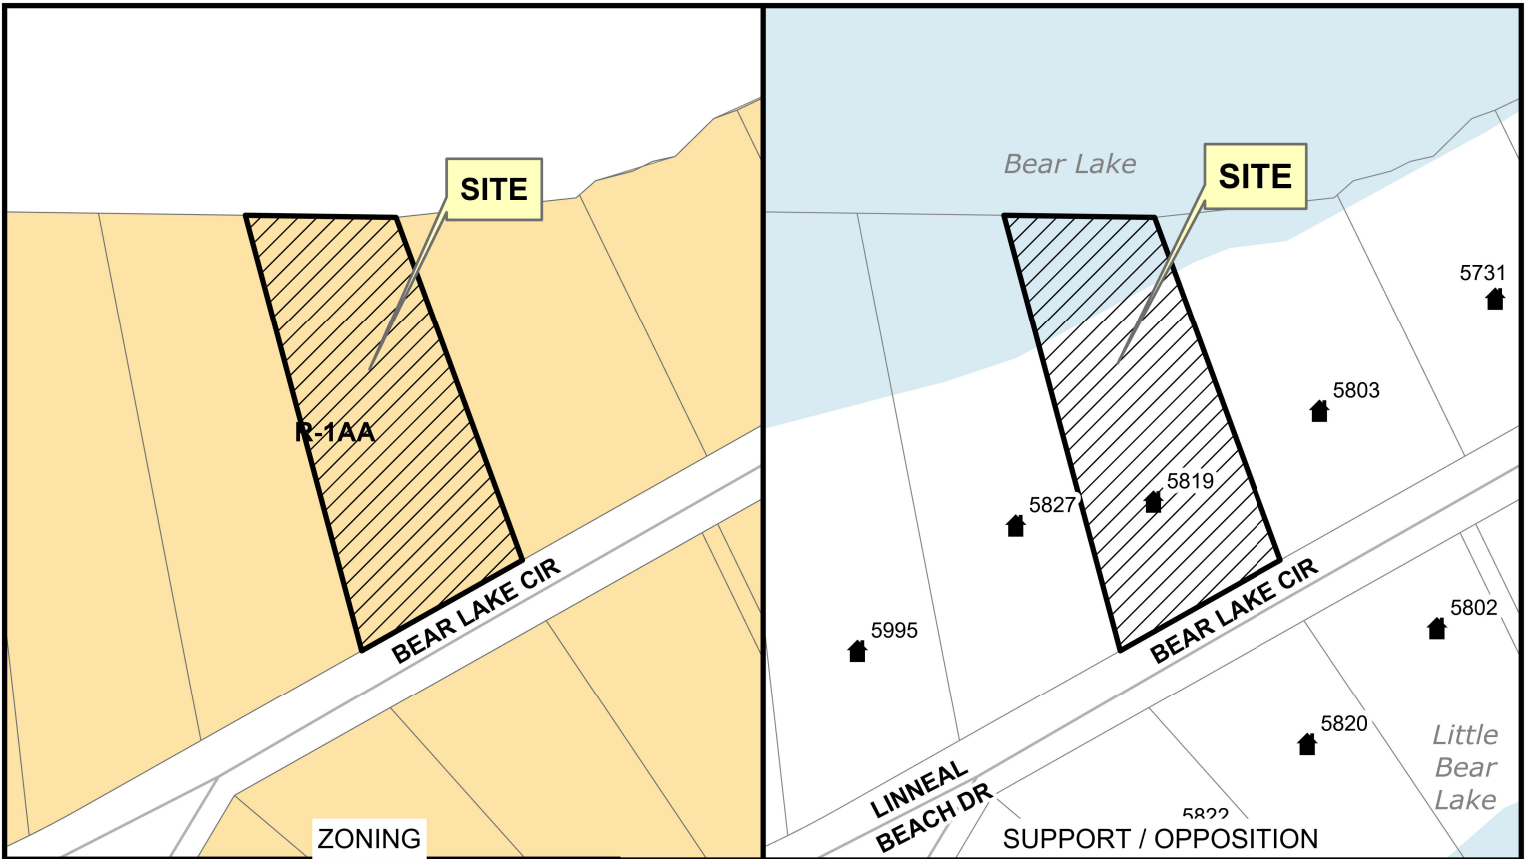 SITE
R-1AA
BEAR LAKE CIR
ZONING
Bear Lake
SITE
5731
5803
5819
5827
5995
BEAR LAKE CIR
5802
5820
Little
Bear
Lake
LINNEAL
BEACH DR
5822
SUPPORT / OPPOSITION